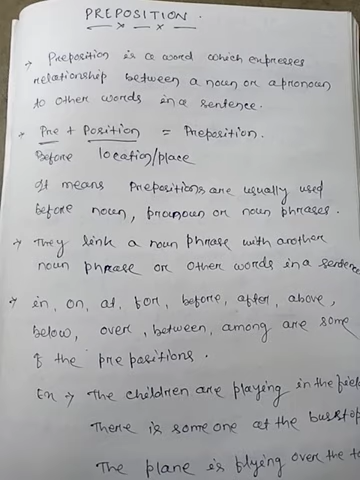 PREPOSITION.
→ Preposition is a word which expresses
relationship between a noun or a pronoun
to other words in a sentence.
→ Pre + Position = Preposition.
Before location/place
It means Prepositions are usually used
before noun, pronoun or noun phrases.
→ They link a noun phrase with another
noun phrase or other words in a sentence
→ in, on, at, for, before, after, above,
below, over, between, among are some
of the prepositions.
Ex → The children are playing in the fiel
There is someone at the busstop
The plane is flying over the